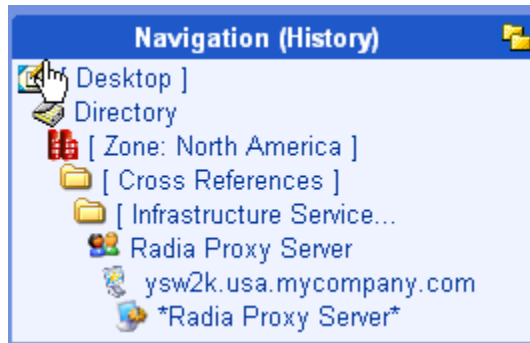 Navigation (History)
[ Desktop ]
Directory
[ Zone: North America ]
[ Cross References ]
[ Infrastructure Service...
Radia Proxy Server
ysw2k.usa.mycompany.com
*Radia Proxy Server*